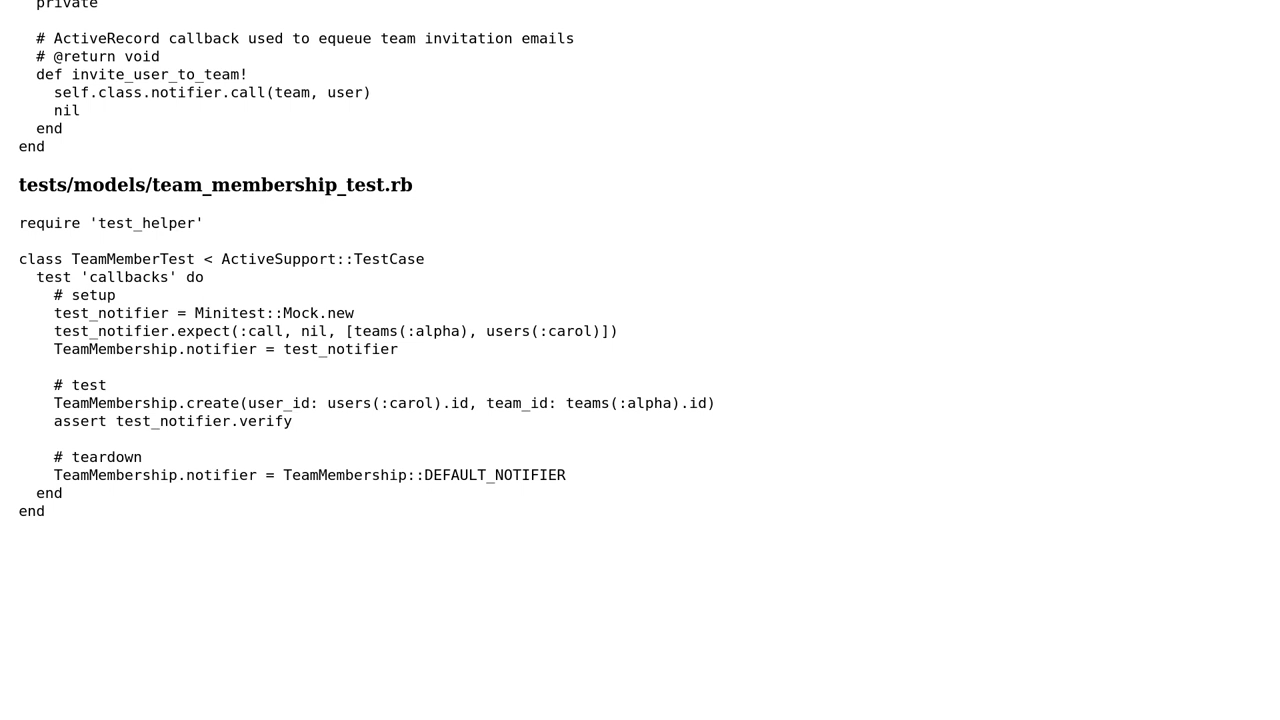 private
# ActiveRecord callback used to equeue team invitation emails
# @return void
def invite_user_to_team!
self.class.notifier.call(team, user)
nil
end
end
tests/models/team_membership_test.rb
require 'test_helper'
class TeamMemberTest < ActiveSupport::TestCase
test 'callbacks' do
# setup
test_notifier = Minitest::Mock.new
test_notifier.expect(:call, nil, [teams(:alpha), users(:carol)])
TeamMembership.notifier = test_notifier
# test
TeamMembership.create(user_id: users(:carol).id, team_id: teams(:alpha).id)
assert test_notifier.verify
# teardown
TeamMembership.notifier = TeamMembership::DEFAULT_NOTIFIER
end
end